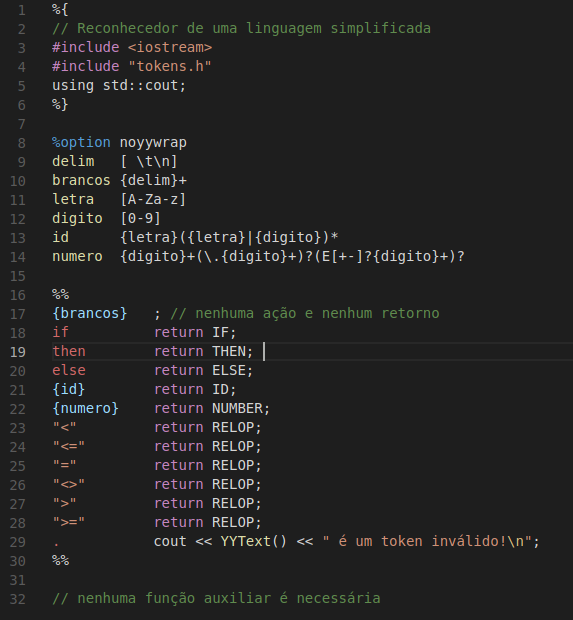 1 %{
2 // Reconhecedor de uma linguagem simplificada
3 #include <iostream>
4 #include "tokens.h"
5 using std::cout;
6 %}
7
8 %option noyywrap
9 delim   [ \t\n]
10 brancos {delim}+
11 letra   [A-Za-z]
12 digito  [0-9]
13 id      {letra}({letra}|{digito})*
14 numero  {digito}+(\.{digito}+)?(E[+-]?{digito}+)?
15
16 %%
17 {brancos}   ; // nenhuma ação e nenhum retorno
18 if          return IF;
19 then        return THEN;
20 else        return ELSE;
21 {id}        return ID;
22 {numero}    return NUMBER;
23 "<"         return RELOP;
24 "<="        return RELOP;
25 "="         return RELOP;
26 "<>"        return RELOP;
27 ">"         return RELOP;
28 ">="        return RELOP;
29 .           cout << YYText() << " é um token inválido!\n";
30 %%
31
32 // nenhuma função auxiliar é necessária